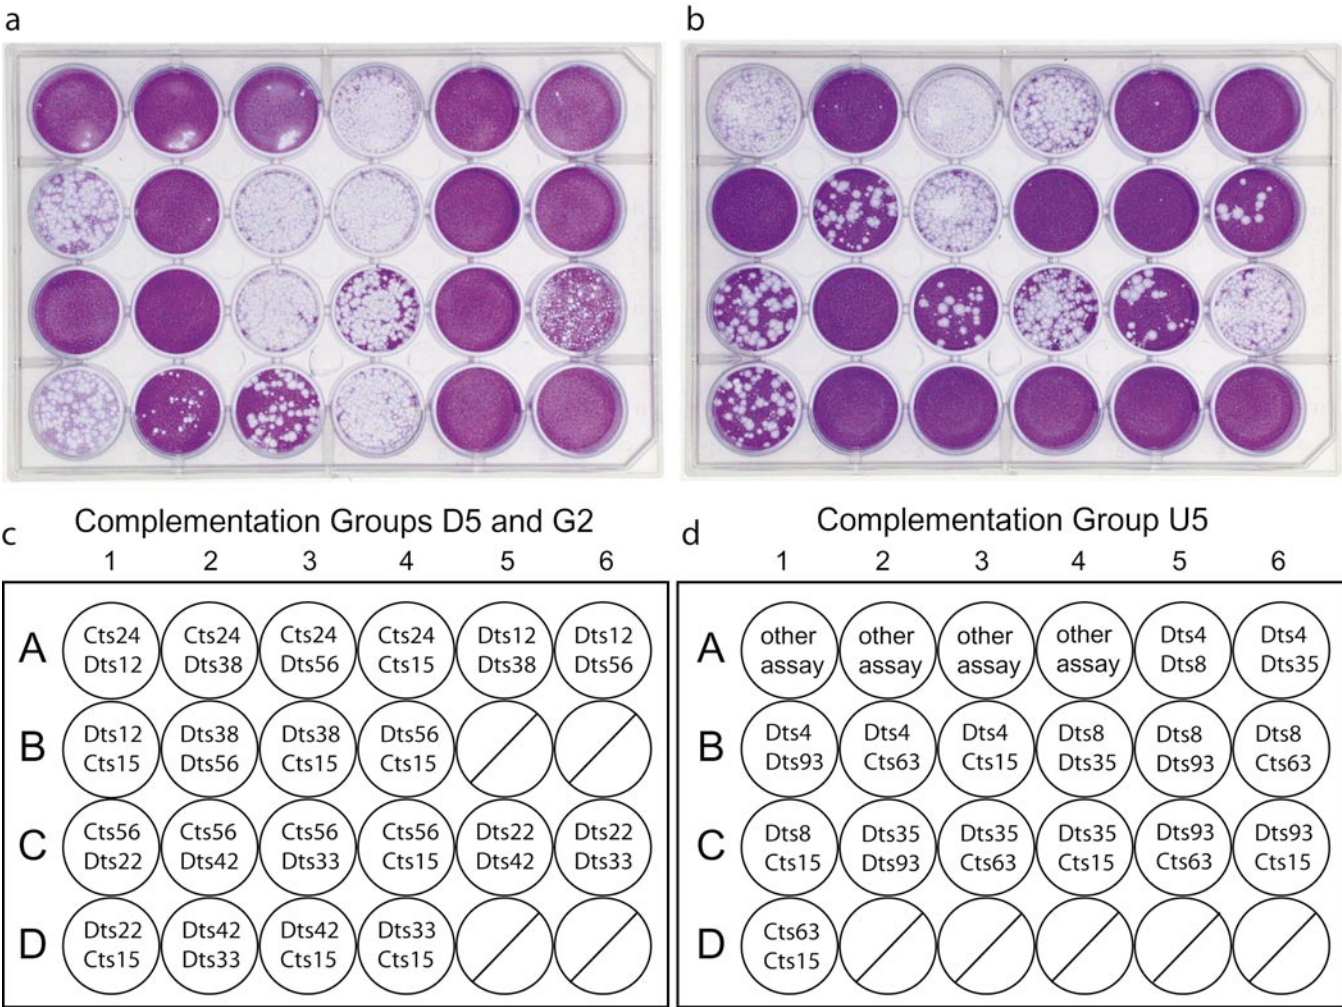 a
b
Complementation Groups D5 and G2
Complementation Group U5
c
d
1 2 3 4 5 6
1 2 3 4 5 6
A
Cts24 Cts24 Cts24 Cts24 Dts12 Dts12
Dts12 Dts38 Dts56 Cts15 Dts38 Dts56
B
Dts12 Dts38 Dts38 Dts56
Cts15 Dts56 Cts15 Cts15
C
Cts56 Cts56 Cts56 Cts56 Dts22 Dts22
Dts22 Dts42 Dts33 Cts15 Dts42 Dts33
D
Dts22 Dts42 Dts42 Dts33
Cts15 Dts33 Cts15 Cts15
A
other other other other Dts4 Dts4
assay assay assay assay Dts8 Dts35
B
Dts4 Dts4 Dts4 Dts8 Dts8 Dts8
Dts93 Cts63 Cts15 Dts35 Dts93 Cts63
C
Dts8 Dts35 Dts35 Dts35 Dts93 Dts93
Cts15 Dts93 Cts63 Cts15 Cts63 Cts15
D
Cts63
Cts15